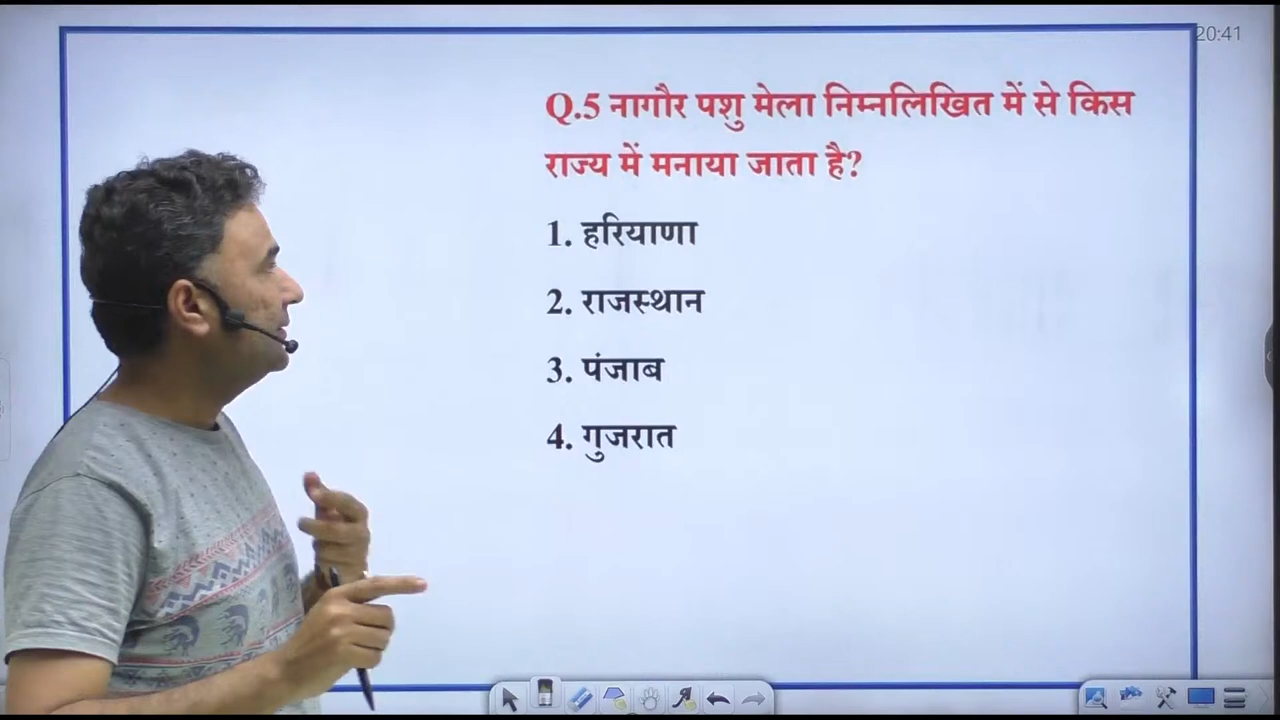 20:41
Q.5 नागौर पशु मेला निम्नलिखित में से किस
राज्य में मनाया जाता है?
1. हरियाणा
2. राजस्थान
3. पंजाब
4. गुजरात